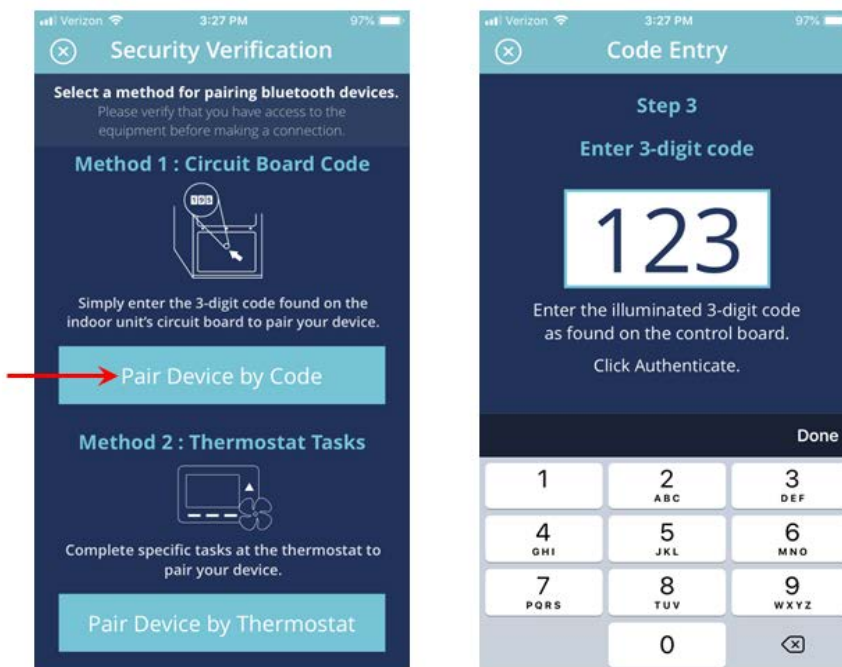 Verizon 3:27 PM 97%
Security Verification
Select a method for pairing bluetooth devices.
Please verify that you have access to the
equipment before making a connection.
Method 1 : Circuit Board Code
Simply enter the 3-digit code found on the
indoor unit's circuit board to pair your device.
Pair Device by Code
Method 2 : Thermostat Tasks
Complete specific tasks at the thermostat to
pair your device.
Pair Device by Thermostat
Verizon 3:27 PM 97%
Code Entry
Step 3
Enter 3-digit code
123
Enter the illuminated 3-digit code
as found on the control board.
Click Authenticate.
Done
1 2 3
ABC DEF
4 5 6
GHI JKL MNO
7 8 9
PQRS TUV WXYZ
0